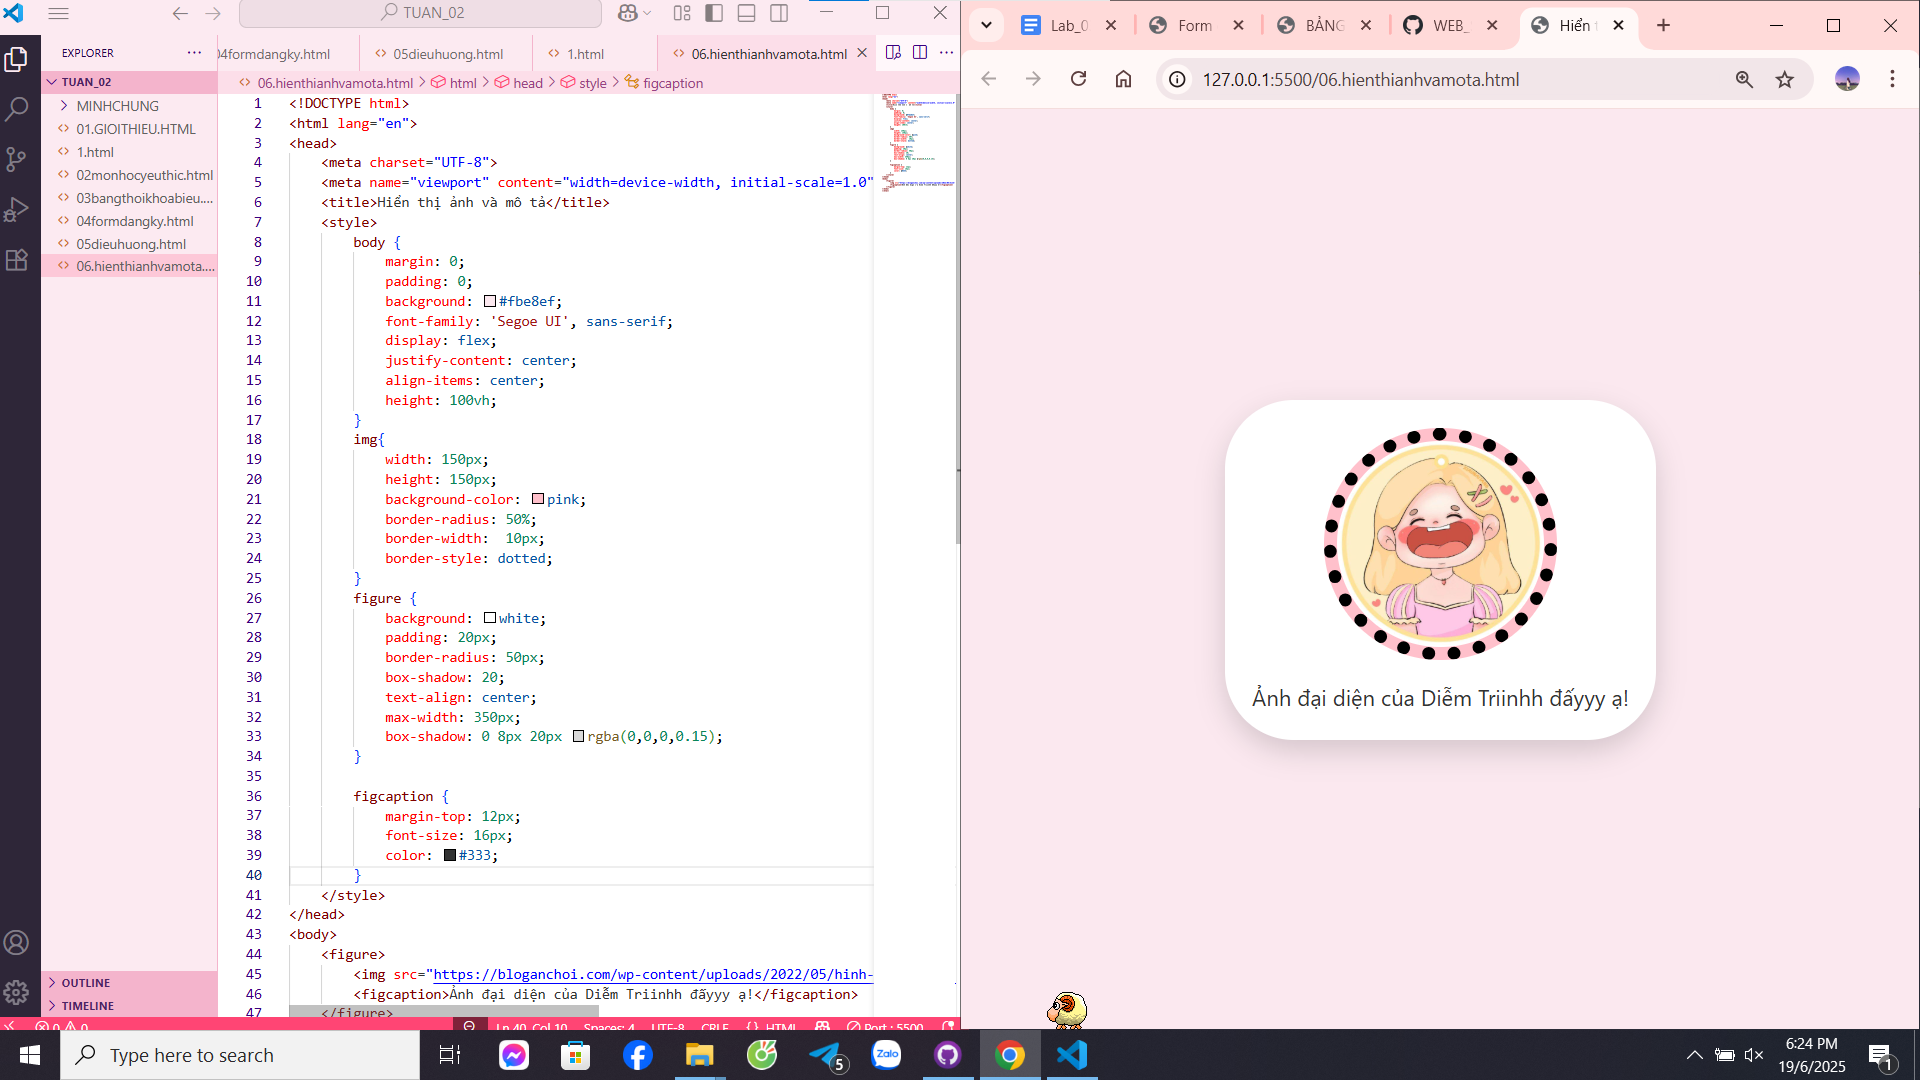 TUAN_02
EXPLORER
04formdangky.html
05dieuhuong.html
1.html
06.hienthianhvamota.html
TUAN_02
MINHCHUNG
01.GIOITHIEU.HTML
1.html
02monhocyeuthic.html
03bangthoikhoabieu....
04formdangky.html
05dieuhuong.html
06.hienthianhvamota....
OUTLINE
TIMELINE
06.hienthianhvamota.html > html > head > style > figcaption
1 <!DOCTYPE html>
2 <html lang="en">
3 <head>
4 <meta charset="UTF-8">
5 <meta name="viewport" content="width=device-width, initial-scale=1.0"
6 <title>Hiển thị ảnh và mô tả</title>
7 <style>
8 body {
9 margin: 0;
10 padding: 0;
11 background: #fbe8ef;
12 font-family: 'Segoe UI', sans-serif;
13 display: flex;
14 justify-content: center;
15 align-items: center;
16 height: 100vh;
17 }
18 img{
19 width: 150px;
20 height: 150px;
21 background-color: pink;
22 border-radius: 50%;
23 border-width:  10px;
24 border-style: dotted;
25 }
26 figure {
27 background: white;
28 padding: 20px;
29 border-radius: 50px;
30 box-shadow: 20;
31 text-align: center;
32 max-width: 350px;
33 box-shadow: 0 8px 20px rgba(0,0,0,0.15);
34 }
35
36 figcaption {
37 margin-top: 12px;
38 font-size: 16px;
39 color: #333;
40 }
41 </style>
42 </head>
43 <body>
44 <figure>
45 <img src="https://bloganchoi.com/wp-content/uploads/2022/05/hinh-
46 <figcaption>Ảnh đại diện của Diễm Triinhh đấyyy ạ!</figcaption>
47 </figure>
0 0 Ln 40, Col 10 Spaces: 4 UTF-8 CRLF {} HTML Port : 5500
Lab_0
Form
BẢNG
WEB_
Hiển
127.0.0.1:5500/06.hienthianhvamota.html
Ảnh đại diện của Diễm Triinhh đấyyy ạ!
Type here to search
5
Zalo
6:24 PM
19/6/2025
1